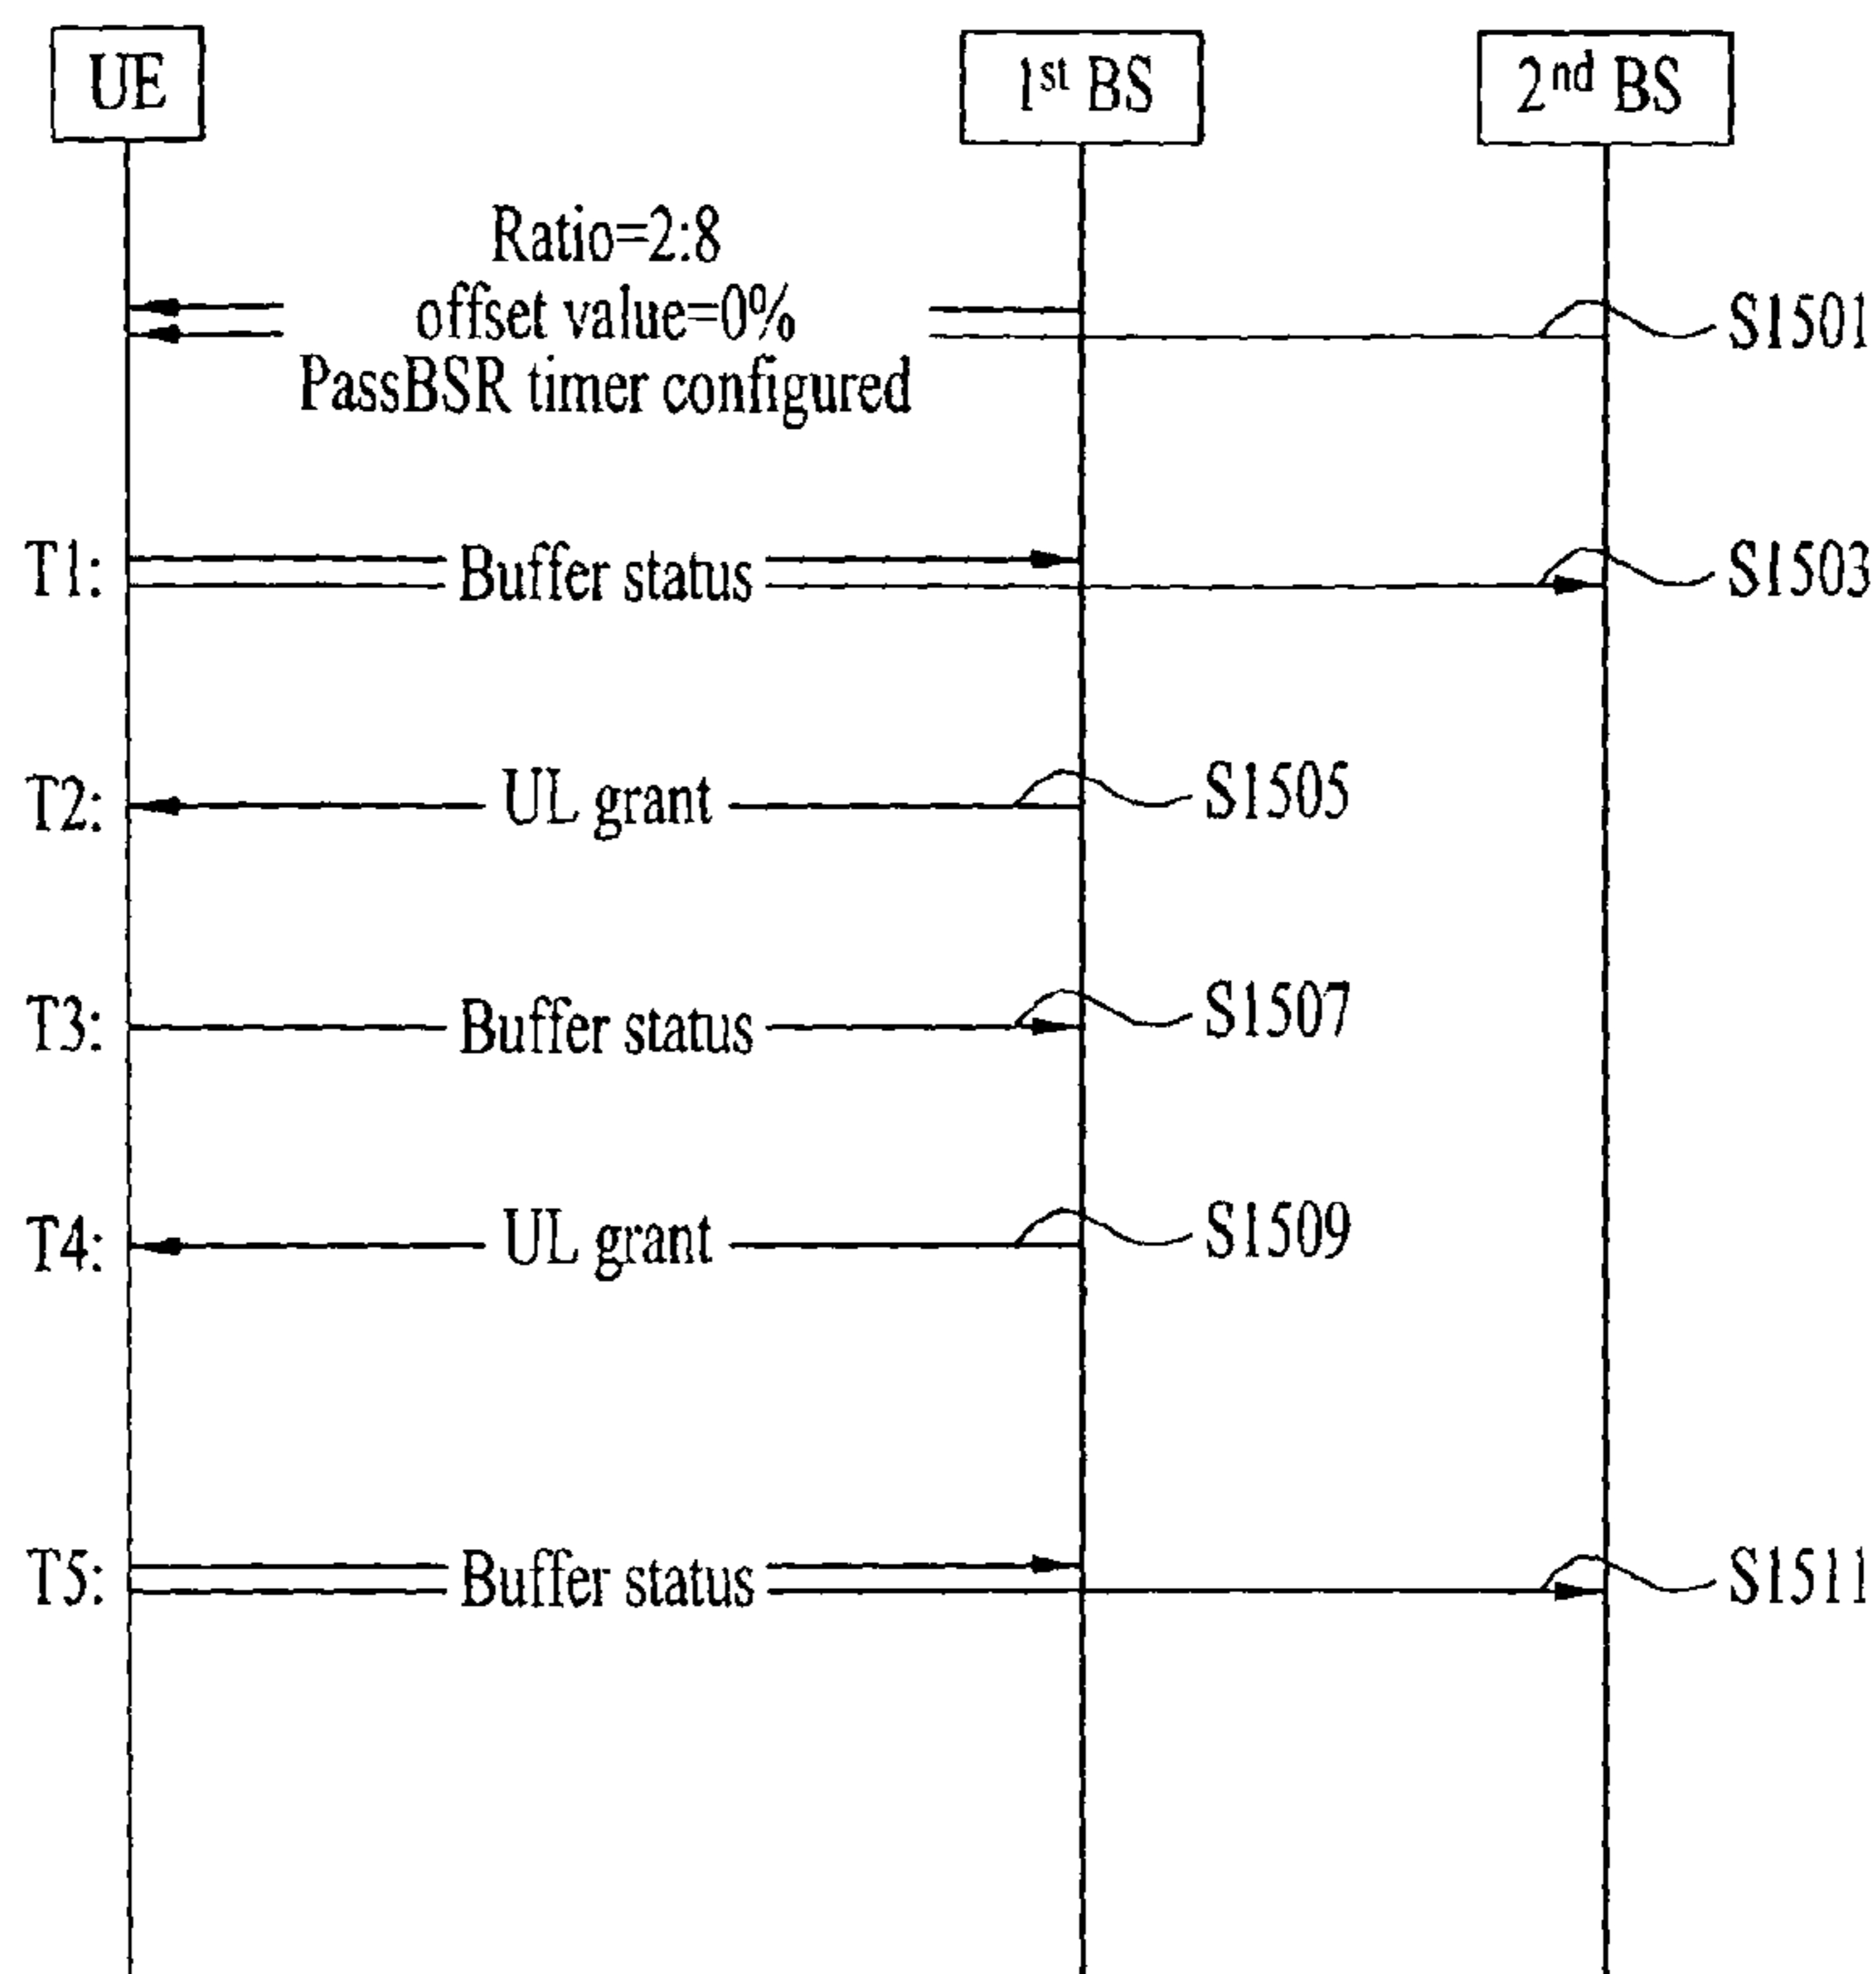 UE
1st BS
2nd BS
Ratio=2:8
offset value=0%
PassBSR timer configured
S1501
T1:
Buffer status
S1503
T2:
UL grant
S1505
T3:
Buffer status
S1507
T4:
UL grant
S1509
T5:
Buffer status
S1511